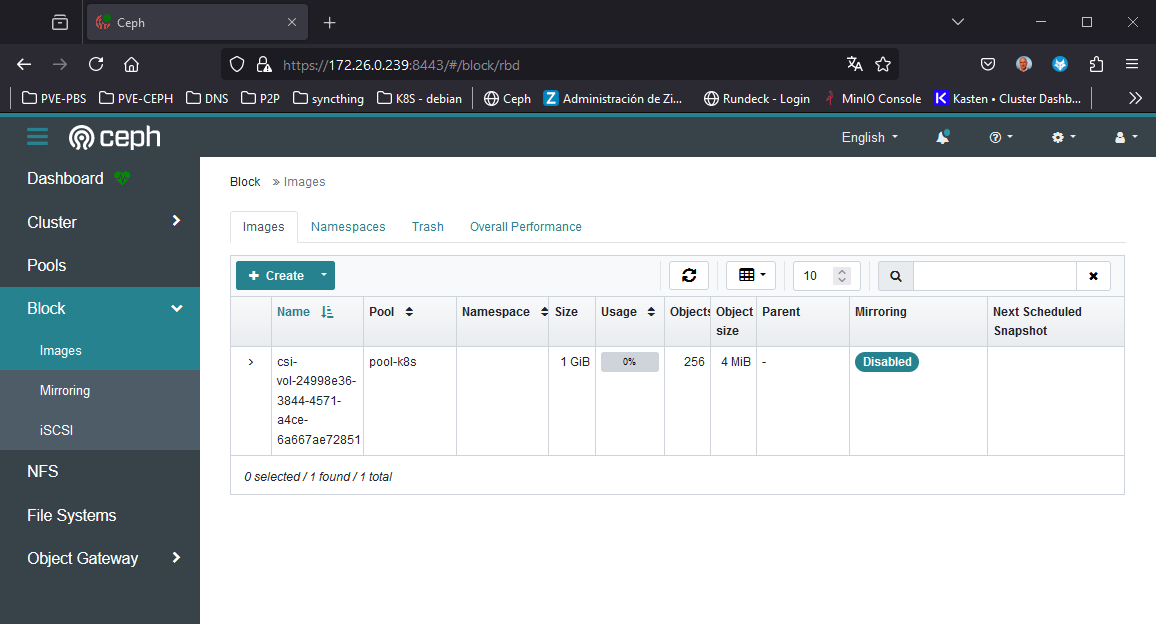 Ceph
https://172.26.0.239:8443/#/block/rbd
PVE-PBS PVE-CEPH DNS P2P syncthing K8S - debian Ceph Administración de Zi... Rundeck - Login MinIO Console Kasten • Cluster Dashb...
ceph English
Dashboard
Cluster
Pools
Block
Images
Mirroring
iSCSI
NFS
File Systems
Object Gateway
Block » Images
Images Namespaces Trash Overall Performance
Create 10
Name Pool Namespace Size Usage Objects Object size Parent Mirroring Next Scheduled Snapshot
csi-
vol-24998e36-
3844-4571-
a4ce-
6a667ae72851
pool-k8s 1 GiB 0% 256 4 MiB - Disabled
0 selected / 1 found / 1 total